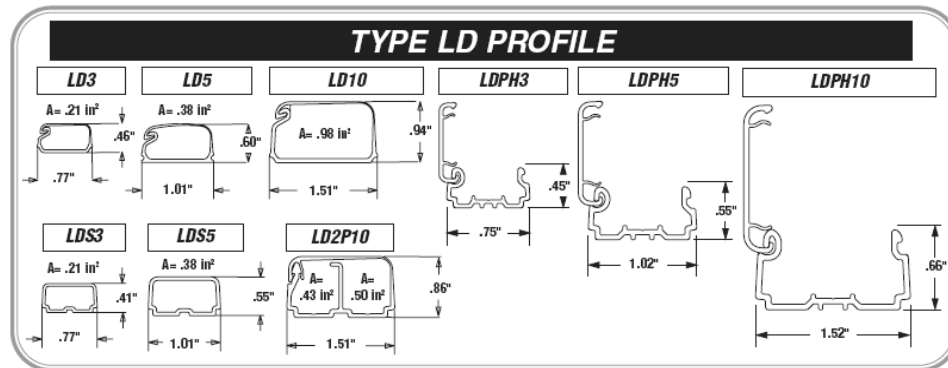 TYPE LD PROFILE
LD3
LD5
LD10
LDPH3
LDPH5
LDPH10
A= .21 in²
.46"
.77"
A= .38 in²
.60"
1.01"
A= .98 in²
.94"
1.51"
.45"
.75"
.55"
1.02"
.66"
1.52"
LDS3
LDS5
LD2P10
A= .21 in²
.41"
.77"
A= .38 in²
.55"
1.01"
A=
.43 in²
A=
.50 in²
.86"
1.51"